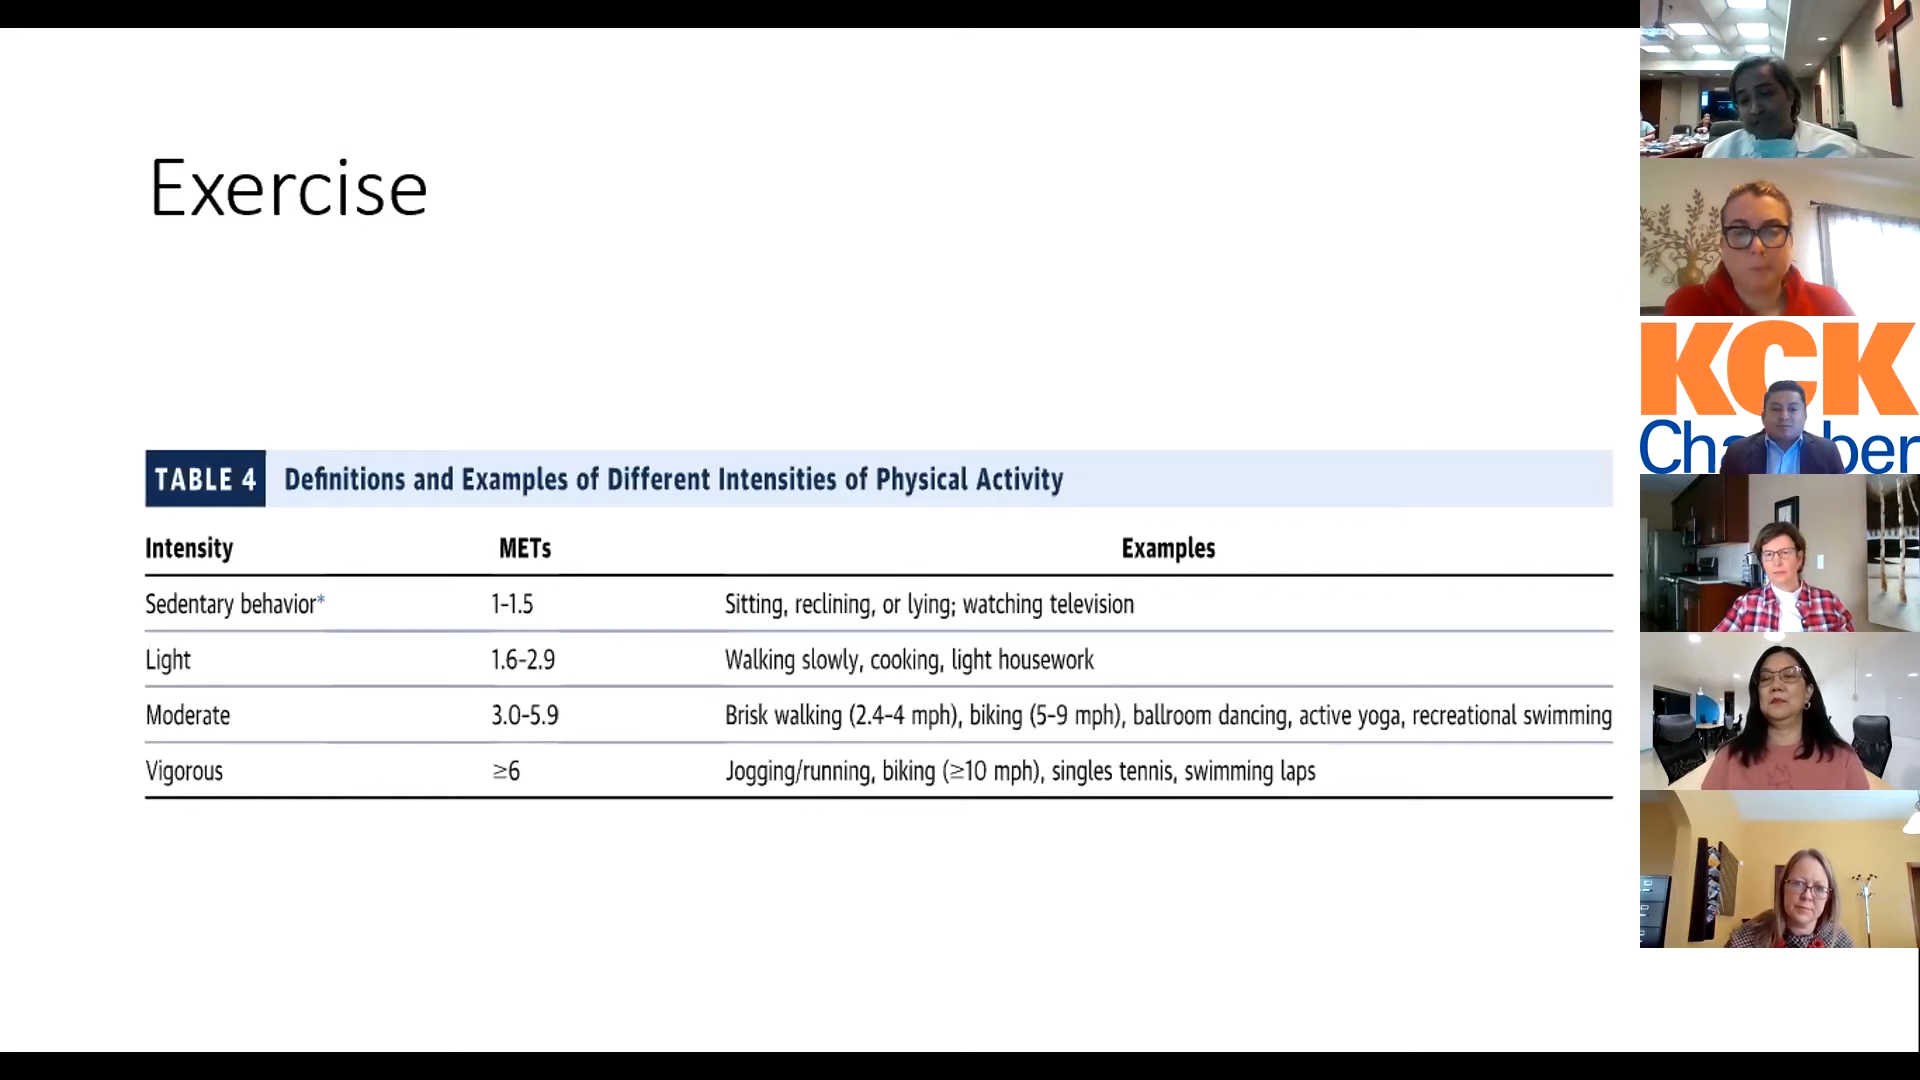 Exercise
TABLE 4 Definitions and Examples of Different Intensities of Physical Activity
Intensity METs Examples
Sedentary behavior* 1-1.5 Sitting, reclining, or lying; watching television
Light 1.6-2.9 Walking slowly, cooking, light housework
Moderate 3.0-5.9 Brisk walking (2.4-4 mph), biking (5-9 mph), ballroom dancing, active yoga, recreational swimming
Vigorous ≥6 Jogging/running, biking (≥10 mph), singles tennis, swimming laps
KCK
Cha ber